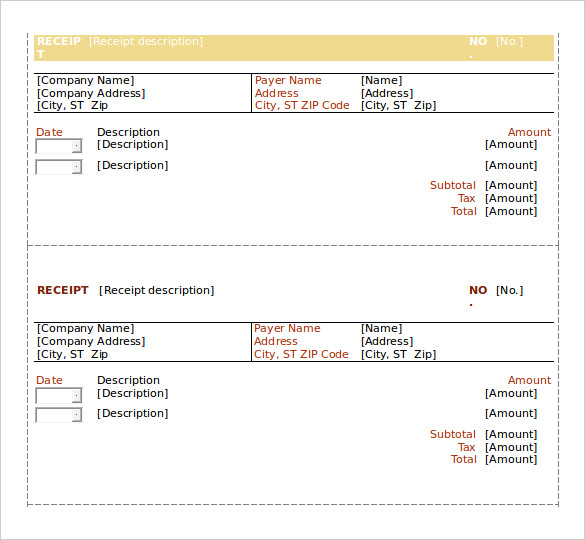 RECEIP [Receipt description] NO [No.]
T .
[Company Name] Payer Name [Name]
[Company Address] Address [Address]
[City, ST Zip City, ST ZIP Code [City, ST Zip]
Date Description Amount
[Description] [Amount]
[Description] [Amount]
Subtotal [Amount]
Tax [Amount]
Total [Amount]
RECEIPT [Receipt description] NO [No.]
.
[Company Name] Payer Name [Name]
[Company Address] Address [Address]
[City, ST Zip City, ST ZIP Code [City, ST Zip]
Date Description Amount
[Description] [Amount]
[Description] [Amount]
Subtotal [Amount]
Tax [Amount]
Total [Amount]